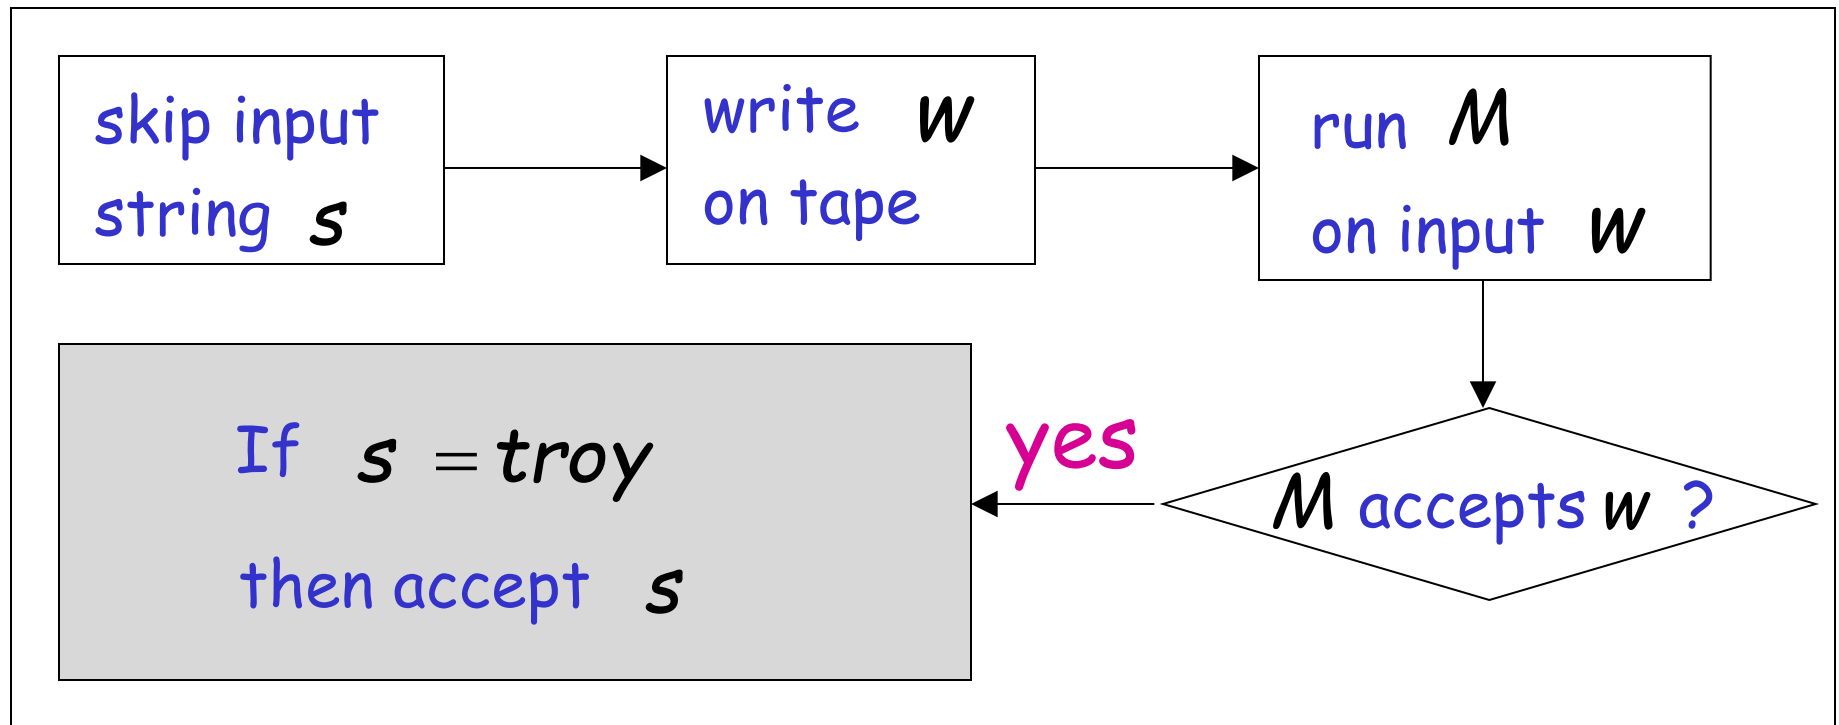 skip input
string s
write w
on tape
run M
on input w
If s = troy
then accept s
yes
M accepts w ?